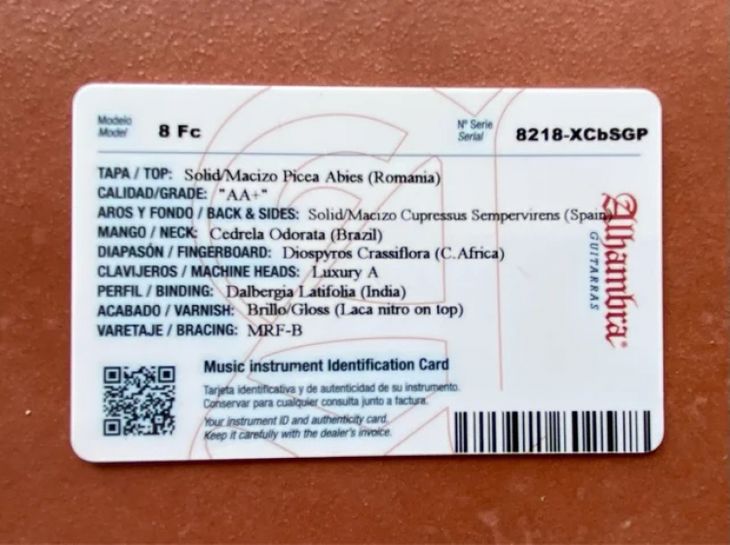 Modelo
Model
8 Fc
Nº Serie
Serial
8218-XCbSGP
TAPA / TOP: Solid/Macizo Picea Abies (Romania)
CALIDAD/GRADE: "AA+"
AROS Y FONDO / BACK & SIDES: Solid/Macizo Cupressus Sempervirens (Spain)
MANGO / NECK: Cedrela Odorata (Brazil)
DIAPASÓN / FINGERBOARD: Diospyros Crassiflora (C.Africa)
CLAVIJEROS / MACHINE HEADS: Luxury A
PERFIL / BINDING: Dalbergia Latifolia (India)
ACABADO / VARNISH: Brillo/Gloss (Laca nitro on top)
VARETAJE / BRACING: MRF-B
Alhambra®
GUITARRAS
Music instrument Identification Card
Tarjeta identificativa y de autenticidad de su instrumento.
Conservar para cualquier consulta junto a factura.
Your instrument ID and authenticity card.
Keep it carefully with the dealer's invoice.